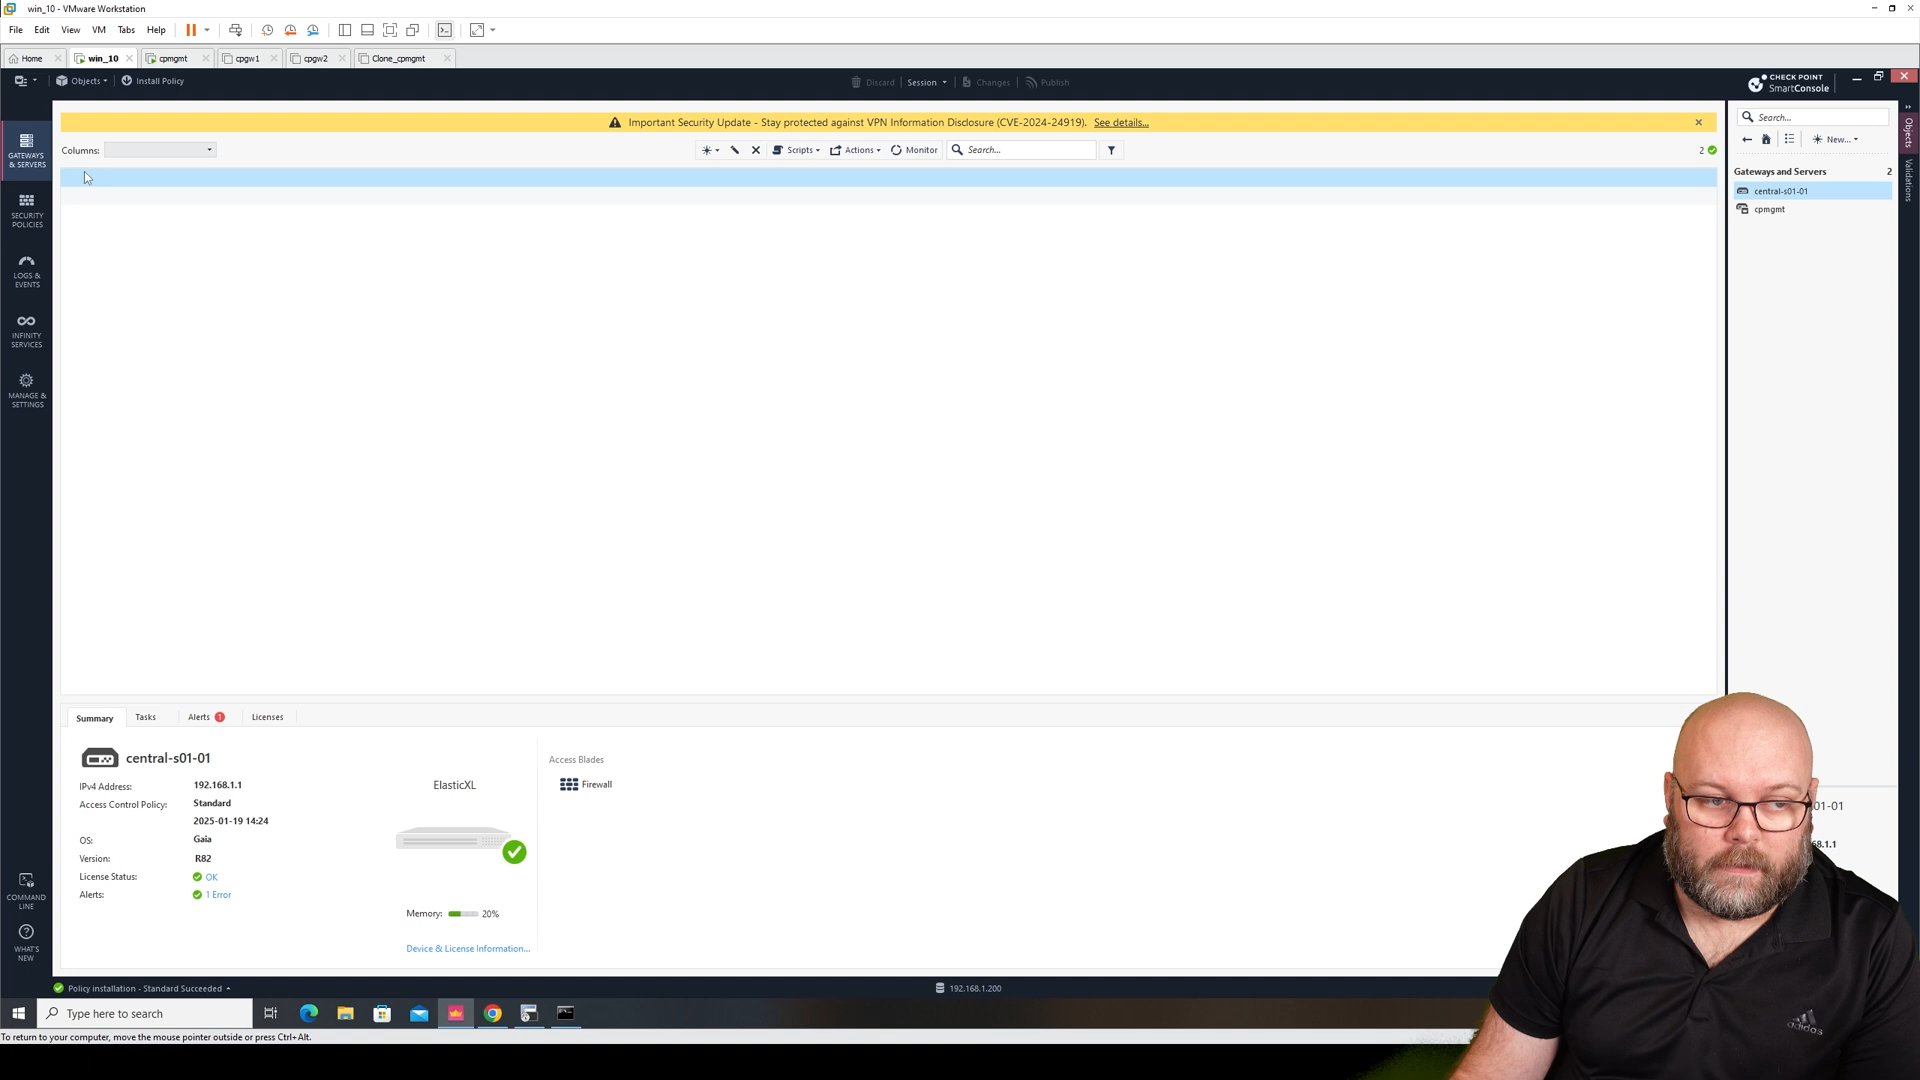 win_10 - VMware Workstation
File Edit View VM Tabs Help
Home win_10 cpmgmt cpgw1 cpgw2 Clone_cpmgmt
Objects Install Policy Discard Session Changes Publish CHECK POINT SmartConsole
Important Security Update - Stay protected against VPN Information Disclosure (CVE-2024-24919). See details...
Columns: Scripts Actions Monitor Search... 2
GATEWAYS & SERVERS
SECURITY POLICIES
LOGS & EVENTS
INFINITY SERVICES
MANAGE & SETTINGS
COMMAND LINE
WHAT'S NEW
Search...
New...
Gateways and Servers 2
central-s01-01
cpmgmt
Objects
Validations
Summary Tasks Alerts 1 Licenses
central-s01-01
IPv4 Address: 192.168.1.1
Access Control Policy: Standard
2025-01-19 14:24
OS: Gaia
Version: R82
License Status: OK
Alerts: 1 Error
ElasticXL
Memory: 20%
Device & License Information...
Access Blades
Firewall
01-01
8.1.1
Policy installation - Standard Succeeded
192.168.1.200
Type here to search
To return to your computer, move the mouse pointer outside or press Ctrl+Alt.
adidas